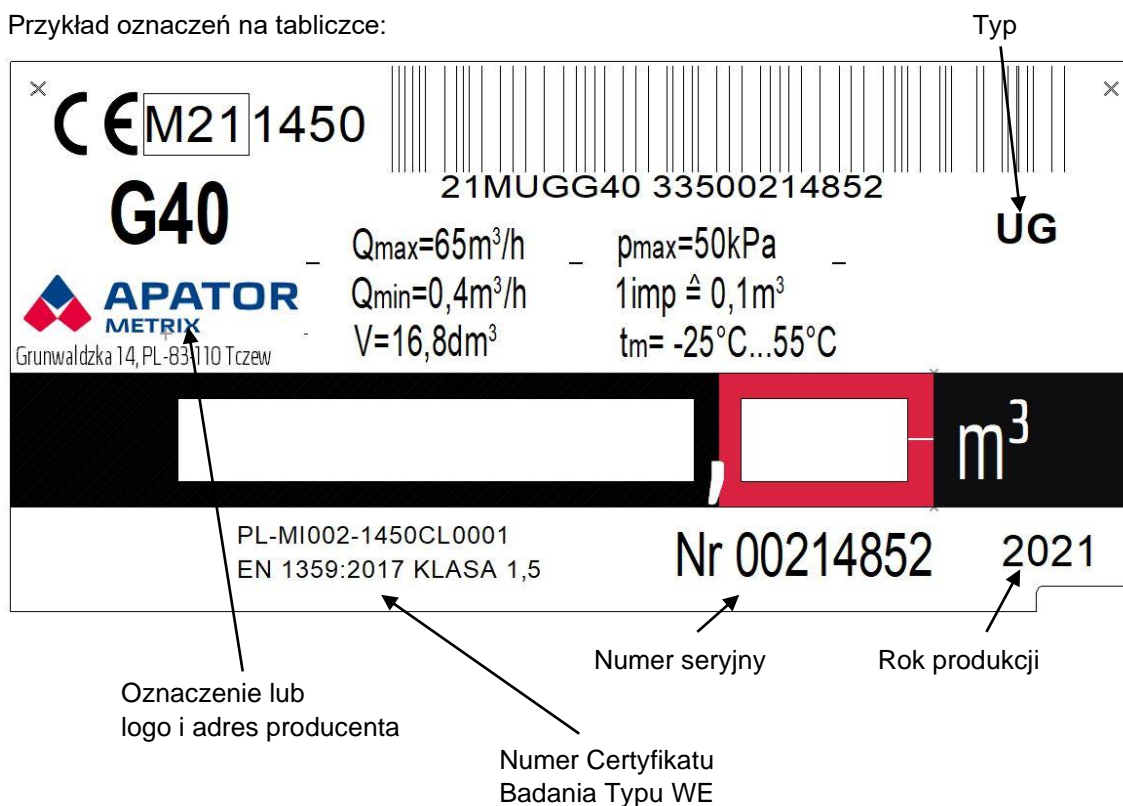 Przykład oznaczeń na tabliczce:
Typ
CE M21 1450
21MUGG40 33500214852
G40
UG
Qmax=65m³/h
pmax=50kPa
Qmin=0,4m³/h
1imp ≙ 0,1m³
V=16,8dm³
tm= -25°C...55°C
APATOR
METRIX
Grunwaldzka 14, PL-83-110 Tczew
,
m³
PL-MI002-1450CL0001
EN 1359:2017 KLASA 1,5
Nr 00214852
2021
Numer seryjny
Rok produkcji
Oznaczenie lub
logo i adres producenta
Numer Certyfikatu
Badania Typu WE